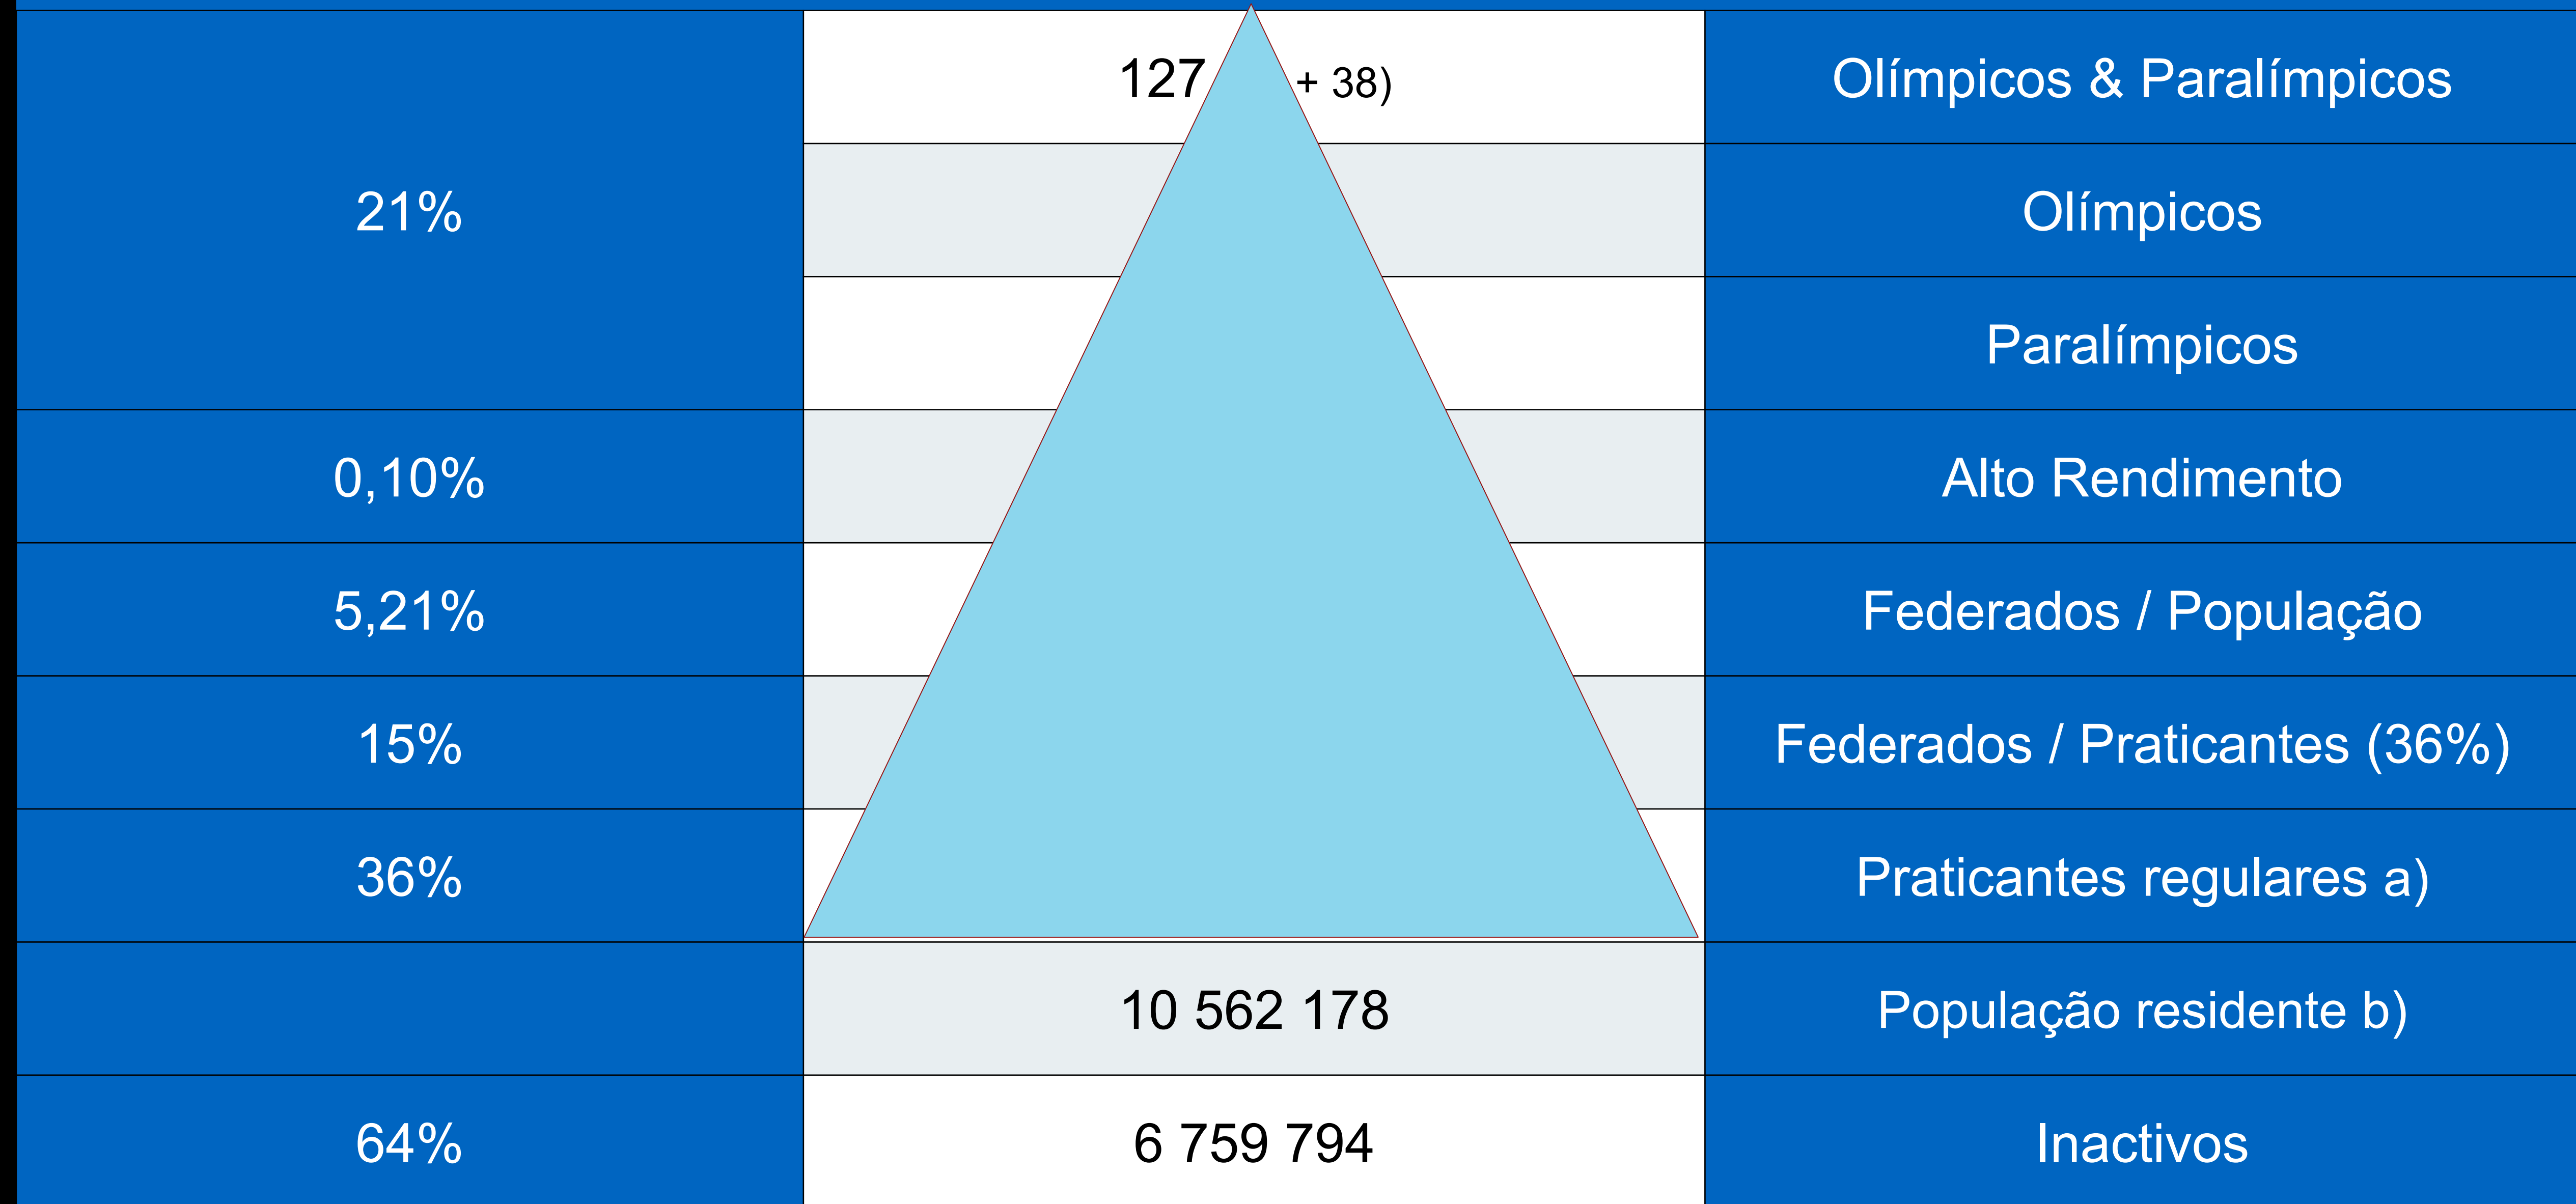 127 + 38) Olímpicos & Paralímpicos
21% Olímpicos
Paralímpicos
0,10% Alto Rendimento
5,21% Federados / População
15% Federados / Praticantes (36%)
36% Praticantes regulares a)
10 562 178 População residente b)
64% 6 759 794 Inactivos